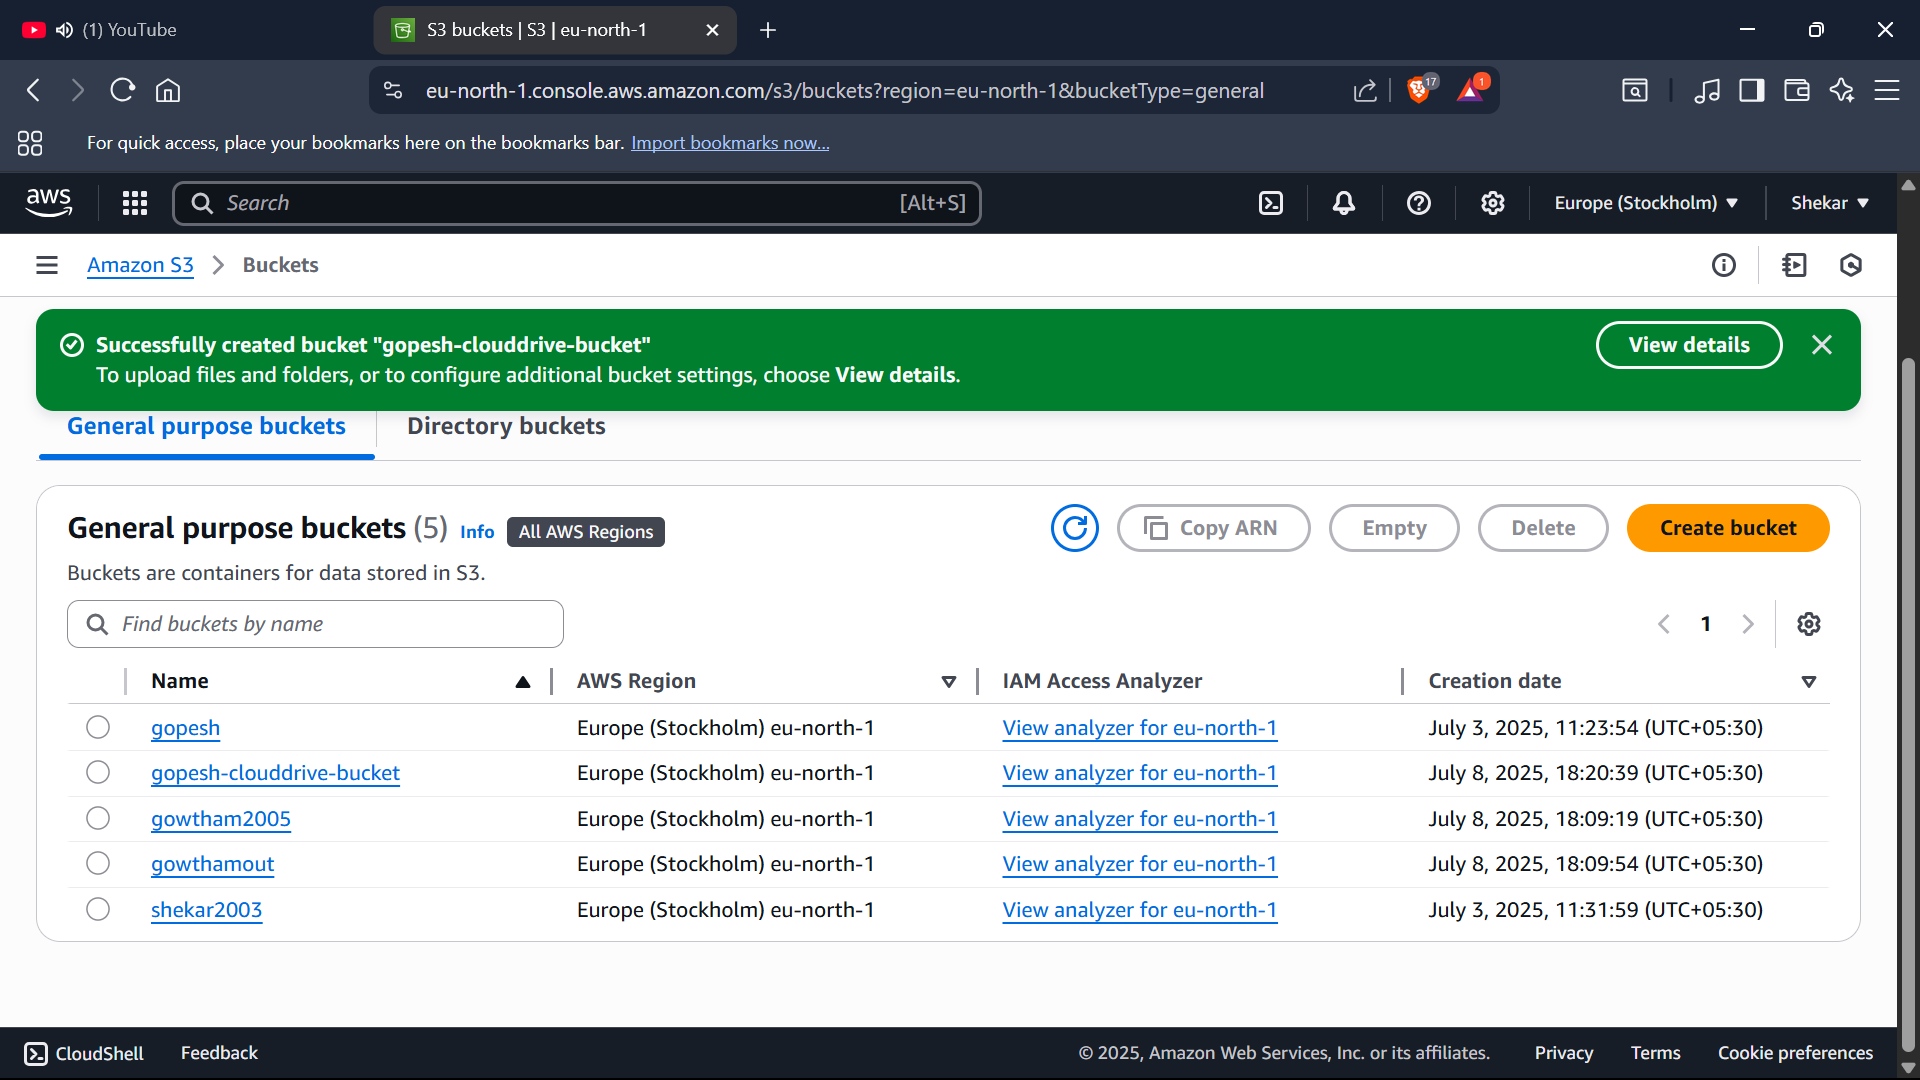 (1) YouTube
S3 buckets | S3 | eu-north-1
eu-north-1.console.aws.amazon.com/s3/buckets?region=eu-north-1&bucketType=general
17
1
For quick access, place your bookmarks here on the bookmarks bar. Import bookmarks now...
aws
Search [Alt+S]
Europe (Stockholm)
Shekar
Amazon S3 > Buckets
Successfully created bucket "gopesh-clouddrive-bucket"
To upload files and folders, or to configure additional bucket settings, choose View details.
View details
General purpose buckets
Directory buckets
General purpose buckets (5) Info All AWS Regions
Copy ARN
Empty
Delete
Create bucket
Buckets are containers for data stored in S3.
Find buckets by name
1
Name AWS Region IAM Access Analyzer Creation date
gopesh Europe (Stockholm) eu-north-1 View analyzer for eu-north-1 July 3, 2025, 11:23:54 (UTC+05:30)
gopesh-clouddrive-bucket Europe (Stockholm) eu-north-1 View analyzer for eu-north-1 July 8, 2025, 18:20:39 (UTC+05:30)
gowtham2005 Europe (Stockholm) eu-north-1 View analyzer for eu-north-1 July 8, 2025, 18:09:19 (UTC+05:30)
gowthamout Europe (Stockholm) eu-north-1 View analyzer for eu-north-1 July 8, 2025, 18:09:54 (UTC+05:30)
shekar2003 Europe (Stockholm) eu-north-1 View analyzer for eu-north-1 July 3, 2025, 11:31:59 (UTC+05:30)
CloudShell Feedback © 2025, Amazon Web Services, Inc. or its affiliates. Privacy Terms Cookie preferences